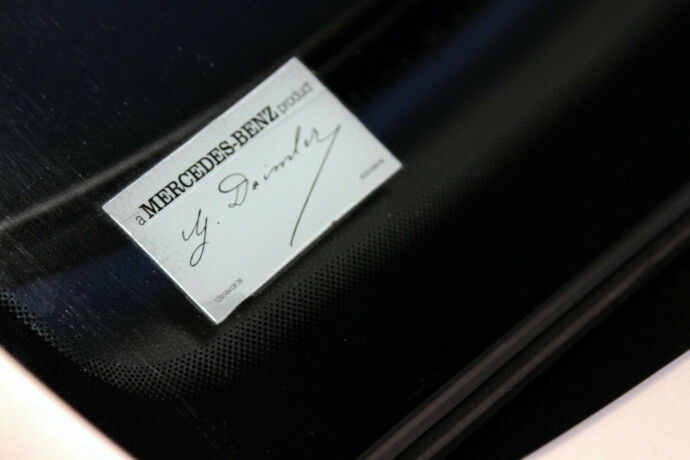 a MERCEDES-BENZ product
G. Daimler